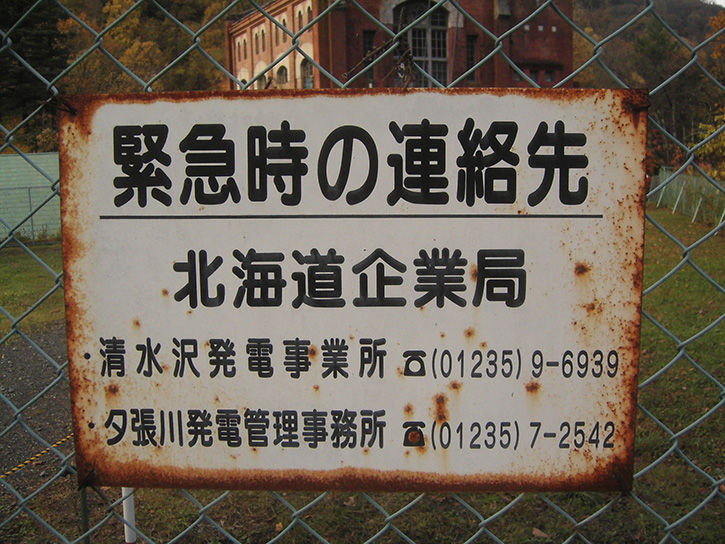 緊急時の連絡先
北海道企業局
・清水沢発電事業所 ☎(01235)9-6939
・夕張川発電管理事務所 ☎(01235)7-2542